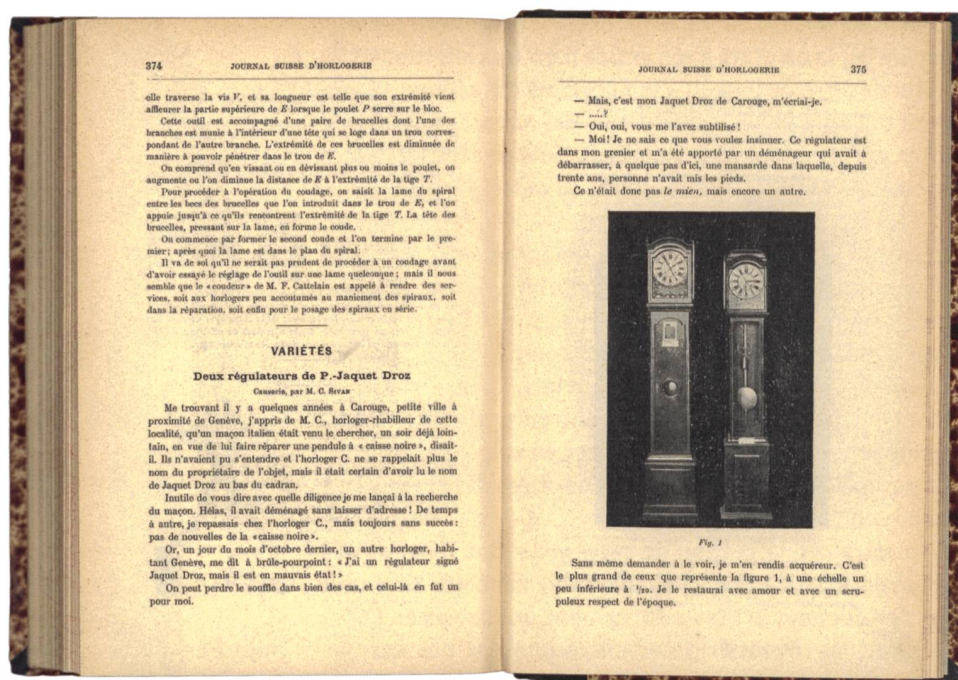 374
JOURNAL SUISSE D'HORLOGERIE
elle traverse la vis V, et sa longueur est telle que son extrémité vient
affleurer la partie supérieure de E lorsque le poulet P serre sur le bloc.
Cette outil est accompagné d'une paire de brucelles dont l'une des
branches est munie à l'intérieur d'une tête qui se loge dans un trou corres-
pondant de l'autre branche. L'extrémité de ces brucelles est diminuée de
manière à pouvoir pénétrer dans le trou de E.
On comprend qu'en vissant ou en dévissant plus ou moins le poulet, on
augmente ou l'on diminue la distance de E à l'extrémité de la tige T.
Pour procéder à l'opération du coudage, on saisit la lame du spiral
entre les becs des brucelles que l'on introduit dans le trou de E, et l'on
appuie jusqu'à ce qu'ils rencontrent l'extrémité de la tige T. La tête des
brucelles, pressant sur la lame, en forme le coude.
On commence par former le second coude et l'on termine par le pre-
mier; après quoi la lame est dans le plan du spiral.
Il va de soi qu'il ne serait pas prudent de procéder à un coudage avant
d'avoir essayé le réglage de l'outil sur une lame quelconque; mais il nous
semble que le « coudeur » de M. F. Cattelain est appelé à rendre des ser-
vices, soit aux horlogers peu accoutumés au maniement des spiraux, soit
dans la réparation, soit enfin pour le posage des spiraux en série.
VARIÉTÉS
Deux régulateurs de P.-Jaquet Droz
Causerie, par M. C. SIVAN
Me trouvant il y a quelques années à Carouge, petite ville à
proximité de Genève, j'appris de M. C., horloger-rhabilleur de cette
localité, qu'un maçon italien était venu le chercher, un soir déjà loin-
tain, en vue de lui faire réparer une pendule à « caisse noire », disait-
il. Ils n'avaient pu s'entendre et l'horloger C. ne se rappelait plus le
nom du propriétaire de l'objet, mais il était certain d'avoir lu le nom
de Jaquet Droz au bas du cadran.
Inutile de vous dire avec quelle diligence je me lançai à la recherche
du maçon. Hélas, il avait déménagé sans laisser d'adresse ! De temps
à autre, je repassais chez l'horloger C., mais toujours sans succès :
pas de nouvelles de la « caisse noire ».
Or, un jour du mois d'octobre dernier, un autre horloger, habi-
tant Genève, me dit à brûle-pourpoint : « J'ai un régulateur signé
Jaquet Droz, mais il est en mauvais état ! »
On peut perdre le souffle dans bien des cas, et celui-là en fut un
pour moi.
JOURNAL SUISSE D'HORLOGERIE
375
— Mais, c'est mon Jaquet Droz de Carouge, m'écriai-je.
— .....?
— Oui, oui, vous me l'avez subtilisé !
— Moi! Je ne sais ce que vous voulez insinuer. Ce régulateur est
dans mon grenier et m'a été apporté par un déménageur qui avait à
débarrasser, à quelque pas d'ici, une mansarde dans laquelle, depuis
trente ans, personne n'avait mis les pieds.
Ce n'était donc pas le mien, mais encore un autre.
Fig. 1
Sans même demander à le voir, je m'en rendis acquéreur. C'est
le plus grand de ceux que représente la figure 1, à une échelle un
peu inférieure à 1/20. Je le restaurai avec amour et avec un scru-
puleux respect de l'époque.